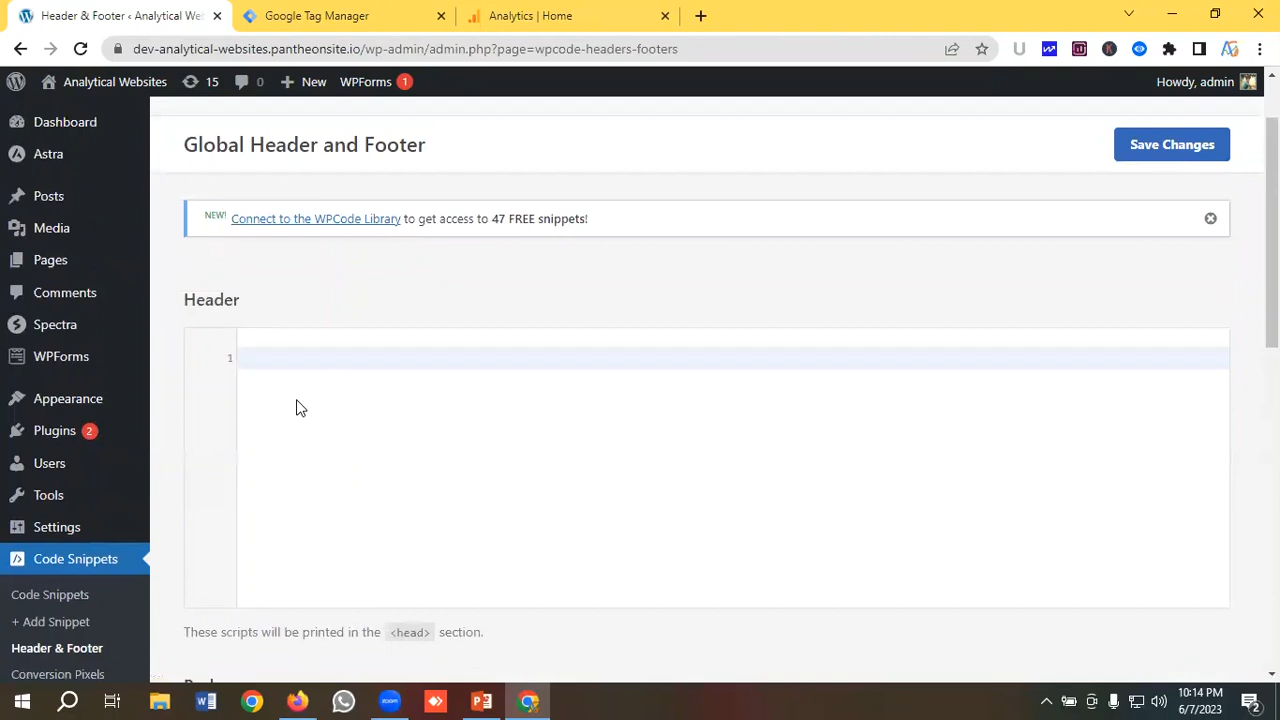 Header & Footer ‹ Analytical Websi
Google Tag Manager
Analytics | Home
dev-analytical-websites.pantheonsite.io/wp-admin/admin.php?page=wpcode-headers-footers
Analytical Websites
15
0
New
WPForms 1
Howdy, admin
Dashboard
Astra
Posts
Media
Pages
Comments
Spectra
WPForms
Appearance
Plugins 2
Users
Tools
Settings
Code Snippets
Code Snippets
+ Add Snippet
Header & Footer
Conversion Pixels
Global Header and Footer
Save Changes
NEW! Connect to the WPCode Library to get access to 47 FREE snippets!
Header
1
These scripts will be printed in the <head> section.
zoom
10:14 PM
6/7/2023
2